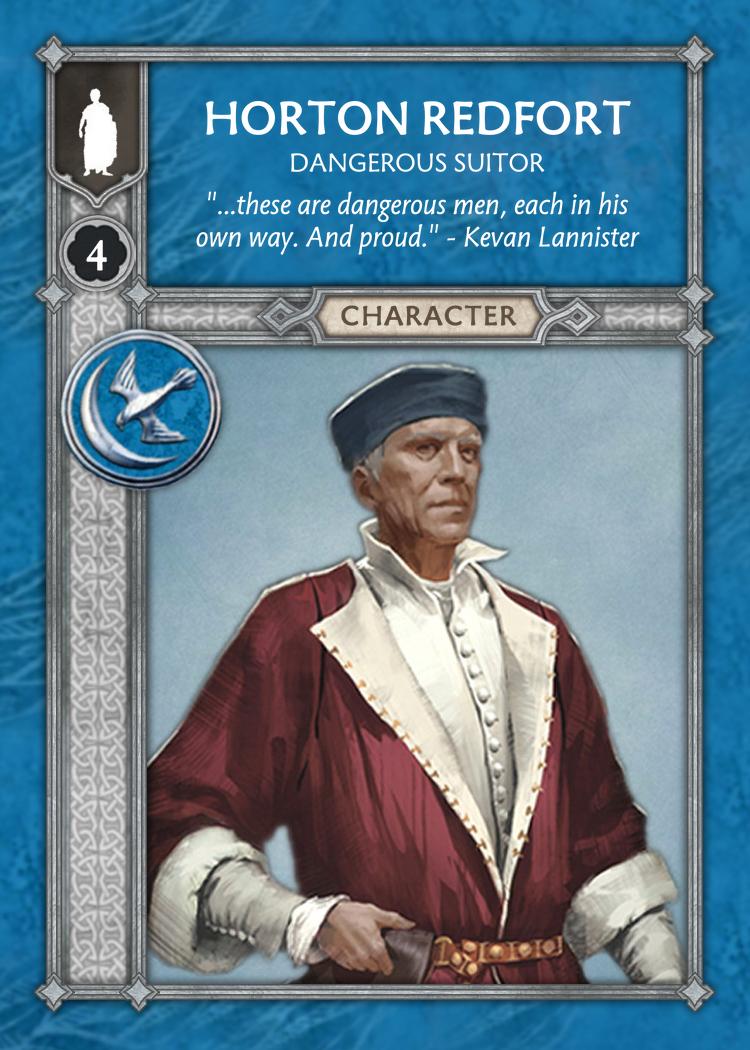 HORTON REDFORT
DANGEROUS SUITOR
"...these are dangerous men, each in his
own way. And proud." - Kevan Lannister
4
CHARACTER